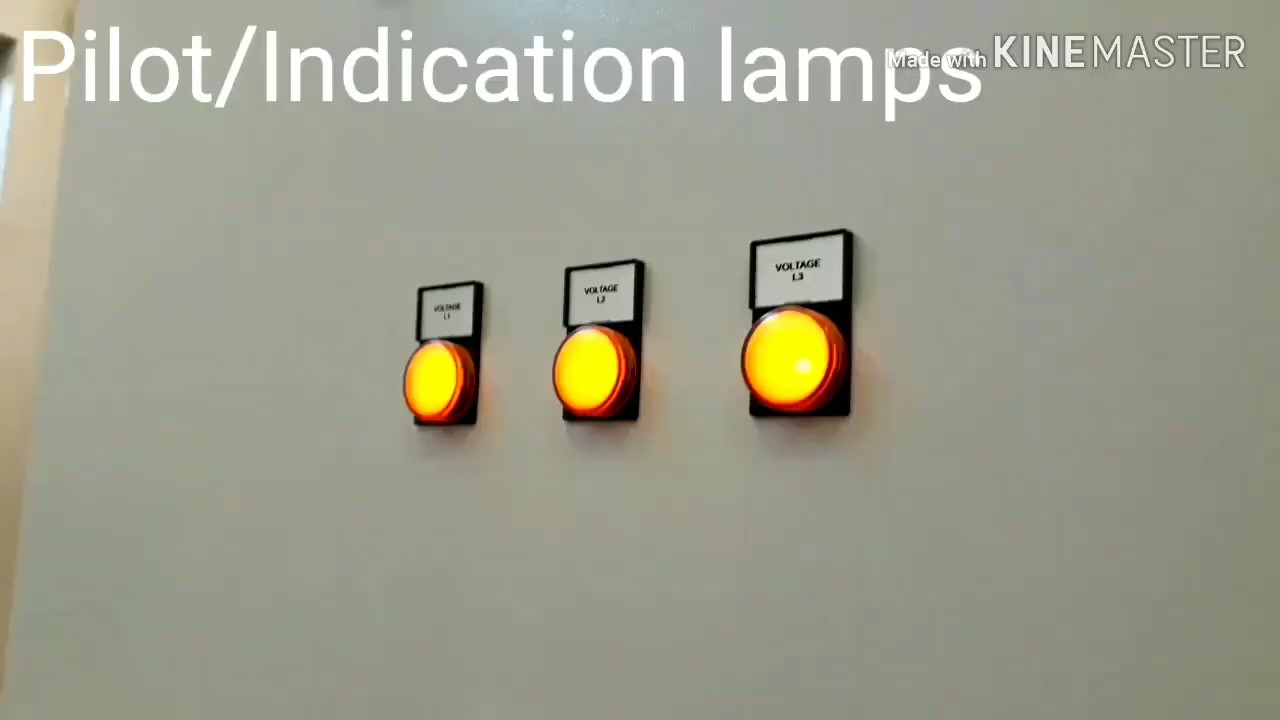 Pilot/Indication lamps
Made with KINEMASTER
VOLTAGE
L1
VOLTAGE
L2
VOLTAGE
L3